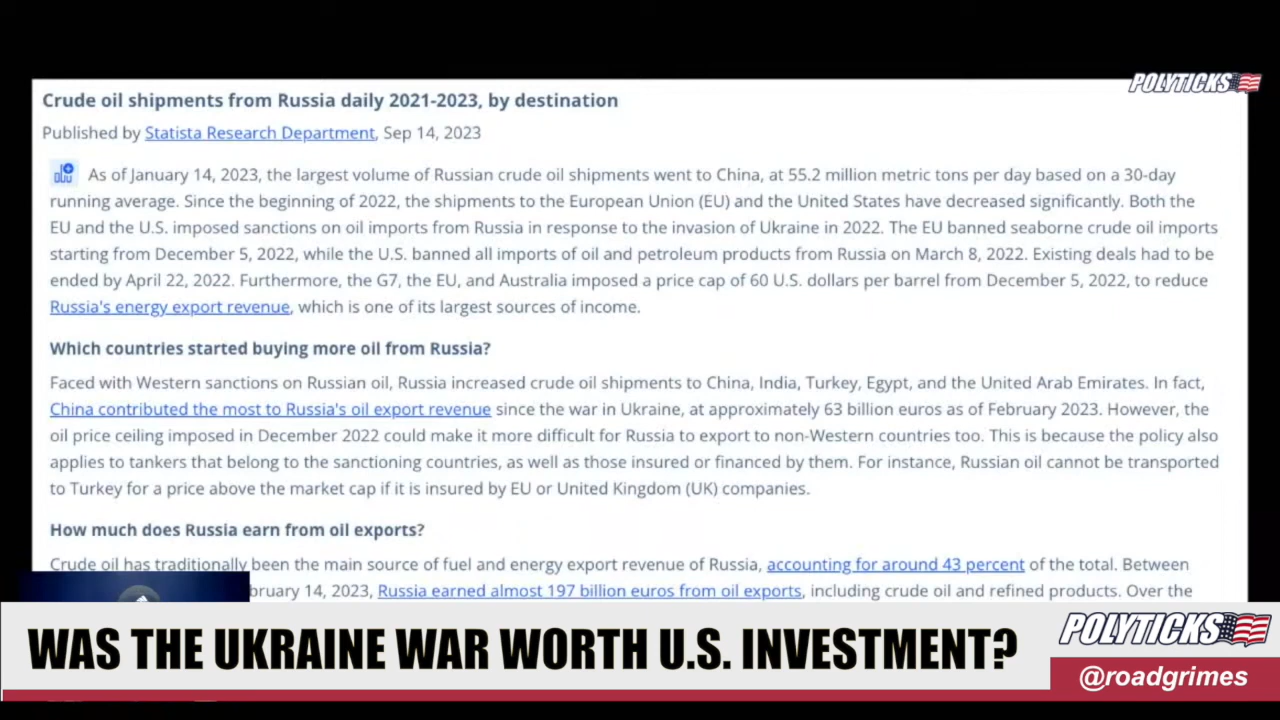 POLYTICKS
Crude oil shipments from Russia daily 2021-2023, by destination
Published by Statista Research Department, Sep 14, 2023
As of January 14, 2023, the largest volume of Russian crude oil shipments went to China, at 55.2 million metric tons per day based on a 30-day
running average. Since the beginning of 2022, the shipments to the European Union (EU) and the United States have decreased significantly. Both the
EU and the U.S. imposed sanctions on oil imports from Russia in response to the invasion of Ukraine in 2022. The EU banned seaborne crude oil imports
starting from December 5, 2022, while the U.S. banned all imports of oil and petroleum products from Russia on March 8, 2022. Existing deals had to be
ended by April 22, 2022. Furthermore, the G7, the EU, and Australia imposed a price cap of 60 U.S. dollars per barrel from December 5, 2022, to reduce
Russia's energy export revenue, which is one of its largest sources of income.
Which countries started buying more oil from Russia?
Faced with Western sanctions on Russian oil, Russia increased crude oil shipments to China, India, Turkey, Egypt, and the United Arab Emirates. In fact,
China contributed the most to Russia's oil export revenue since the war in Ukraine, at approximately 63 billion euros as of February 2023. However, the
oil price ceiling imposed in December 2022 could make it more difficult for Russia to export to non-Western countries too. This is because the policy also
applies to tankers that belong to the sanctioning countries, as well as those insured or financed by them. For instance, Russian oil cannot be transported
to Turkey for a price above the market cap if it is insured by EU or United Kingdom (UK) companies.
How much does Russia earn from oil exports?
Crude oil has traditionally been the main source of fuel and energy export revenue of Russia, accounting for around 43 percent of the total. Between
bruary 14, 2023, Russia earned almost 197 billion euros from oil exports, including crude oil and refined products. Over the
WAS THE UKRAINE WAR WORTH U.S. INVESTMENT?
POLYTICKS
@roadgrimes